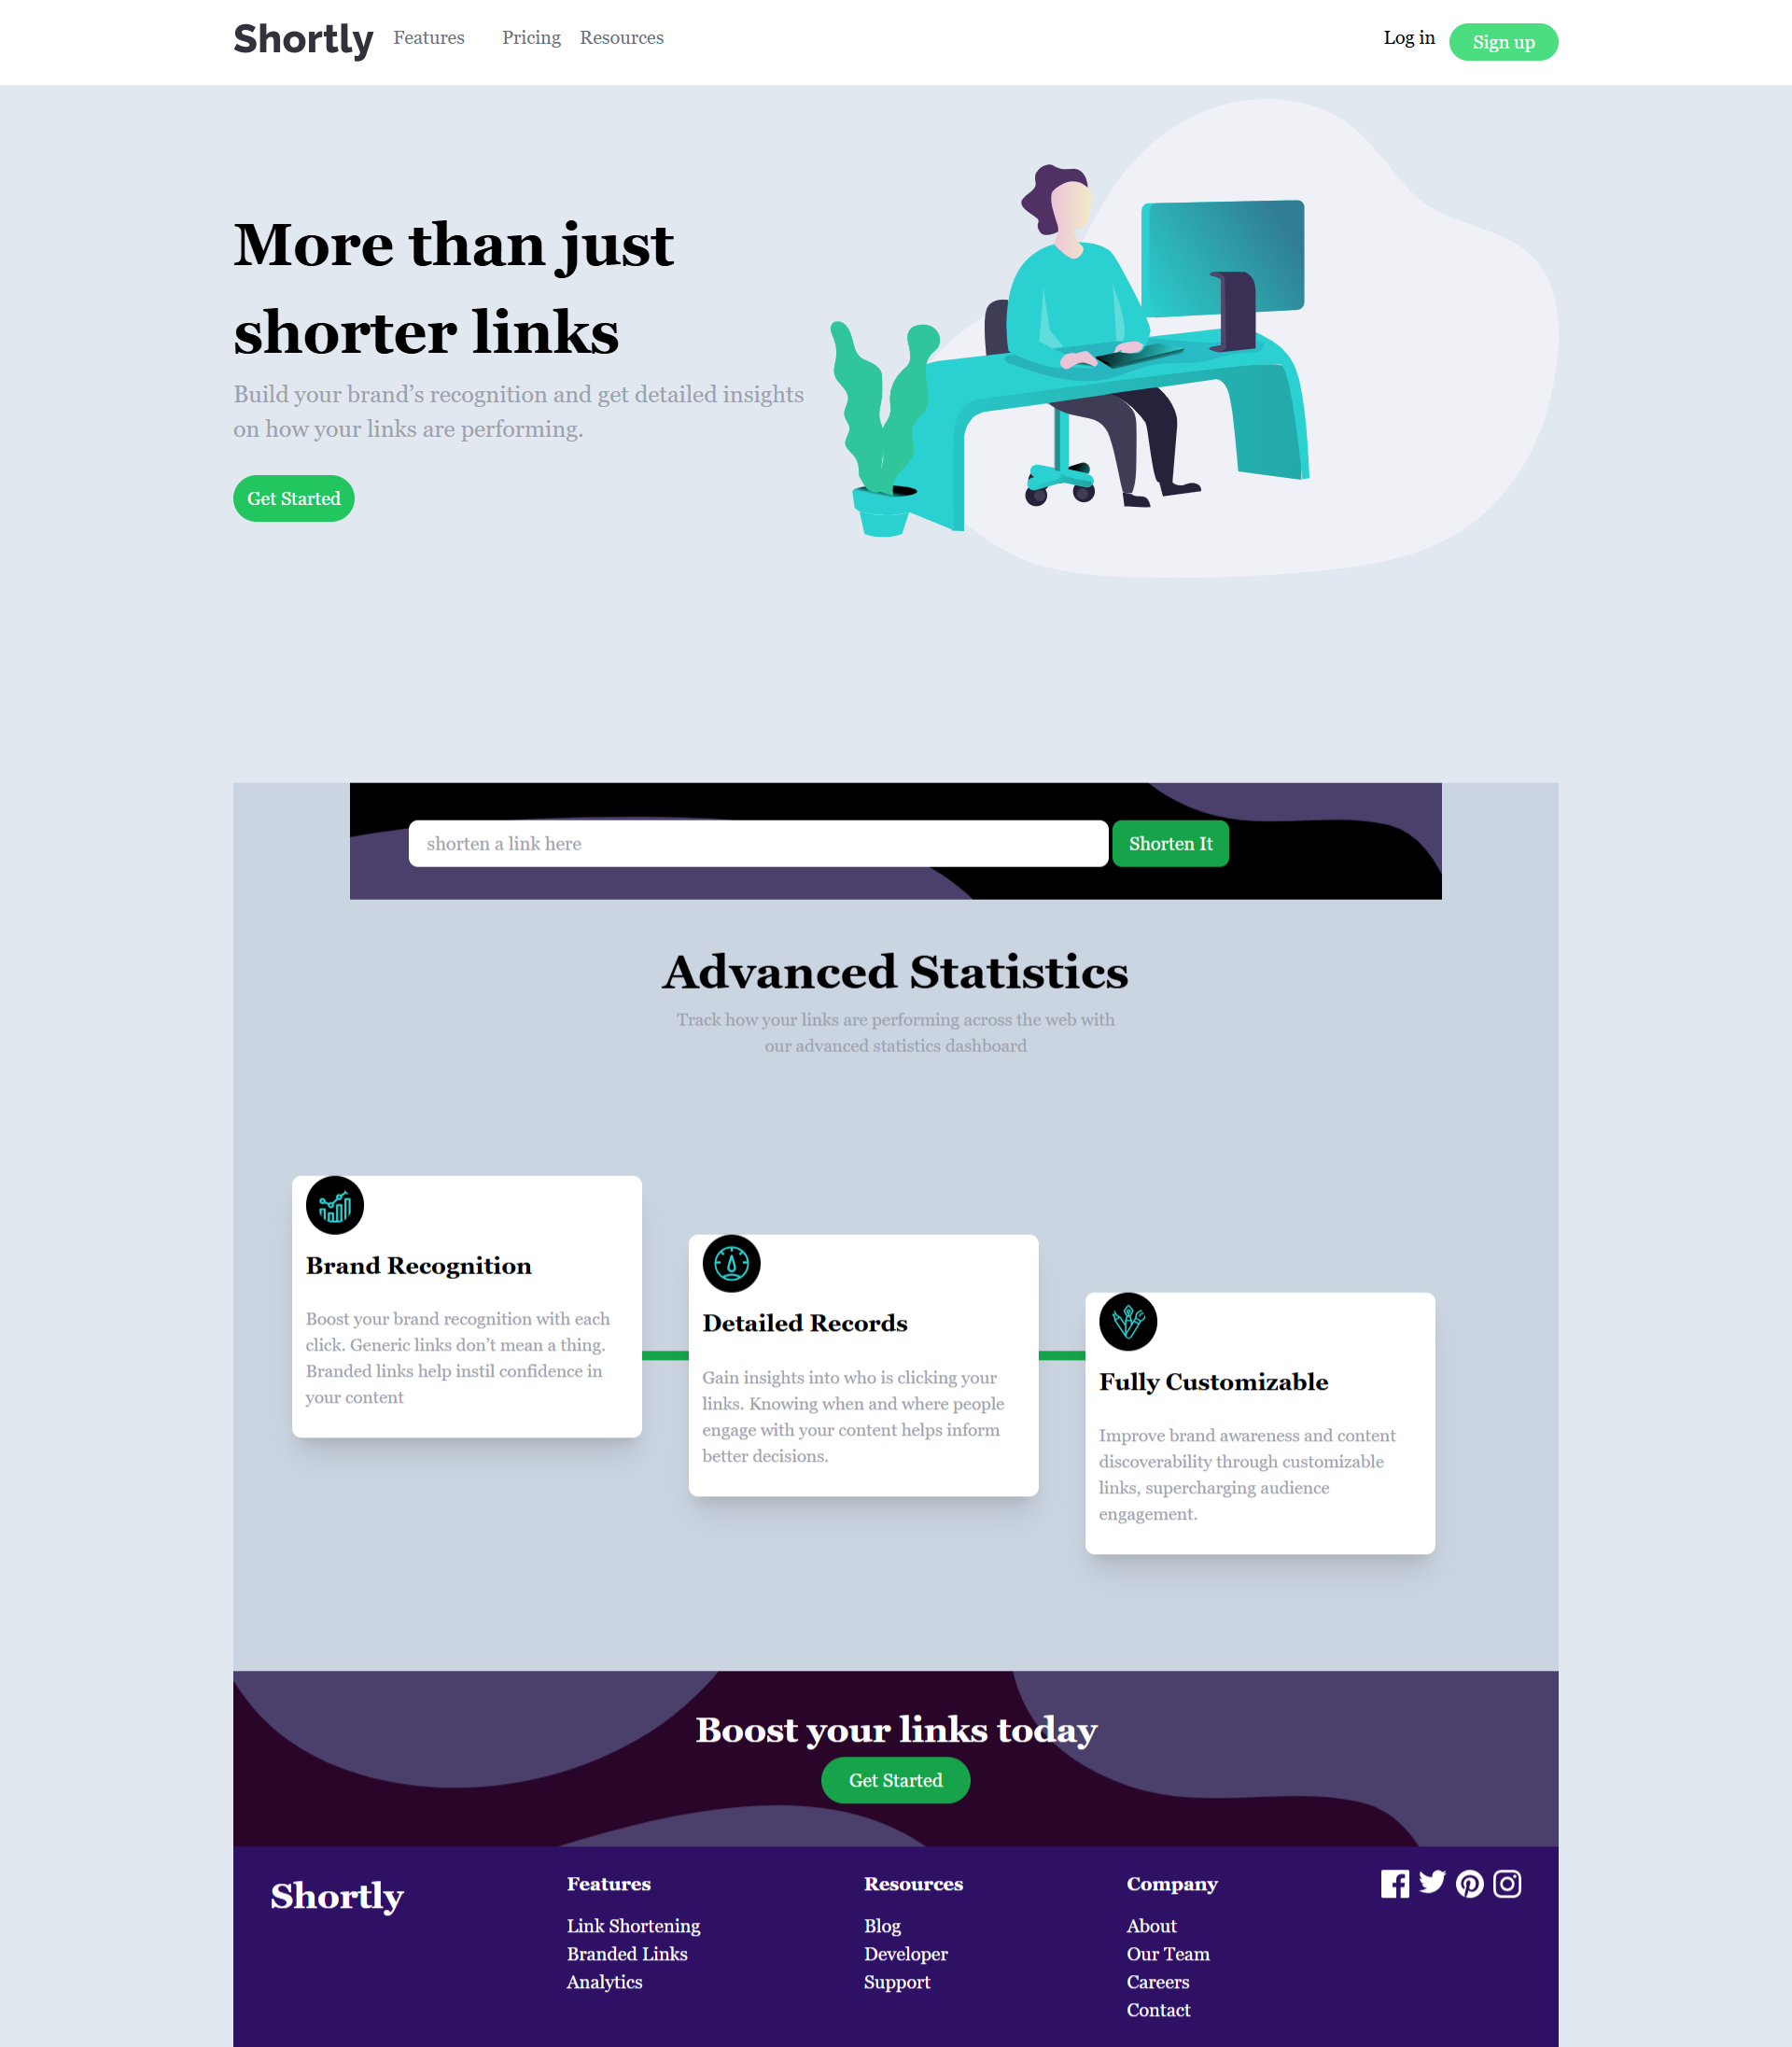 Shortly Features Pricing Resources Log in Sign up
More than just
shorter links
Build your brand’s recognition and get detailed insights
on how your links are performing.
Get Started
shorten a link here Shorten It
Advanced Statistics
Track how your links are performing across the web with
our advanced statistics dashboard
Brand Recognition
Boost your brand recognition with each
click. Generic links don’t mean a thing.
Branded links help instil confidence in
your content
Detailed Records
Gain insights into who is clicking your
links. Knowing when and where people
engage with your content helps inform
better decisions.
Fully Customizable
Improve brand awareness and content
discoverability through customizable
links, supercharging audience
engagement.
Boost your links today
Get Started
Shortly
Features
Link Shortening
Branded Links
Analytics
Resources
Blog
Developer
Support
Company
About
Our Team
Careers
Contact